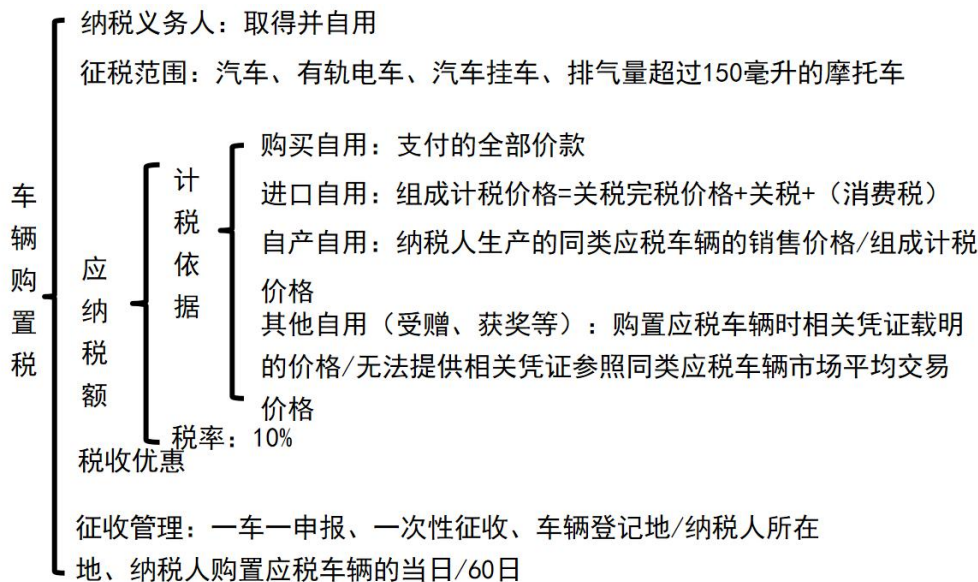 车辆购置税
纳税义务人：取得并自用
征税范围：汽车、有轨电车、汽车挂车、排气量超过150毫升的摩托车
应纳税额
计税依据
购买自用：支付的全部价款
进口自用：组成计税价格=关税完税价格+关税+（消费税）
自产自用：纳税人生产的同类应税车辆的销售价格/组成计税
价格
其他自用（受赠、获奖等）：购置应税车辆时相关凭证载明
的价格/无法提供相关凭证参照同类应税车辆市场平均交易
价格
税率：10%
税收优惠
征收管理：一车一申报、一次性征收、车辆登记地/纳税人所在
地、纳税人购置应税车辆的当日/60日